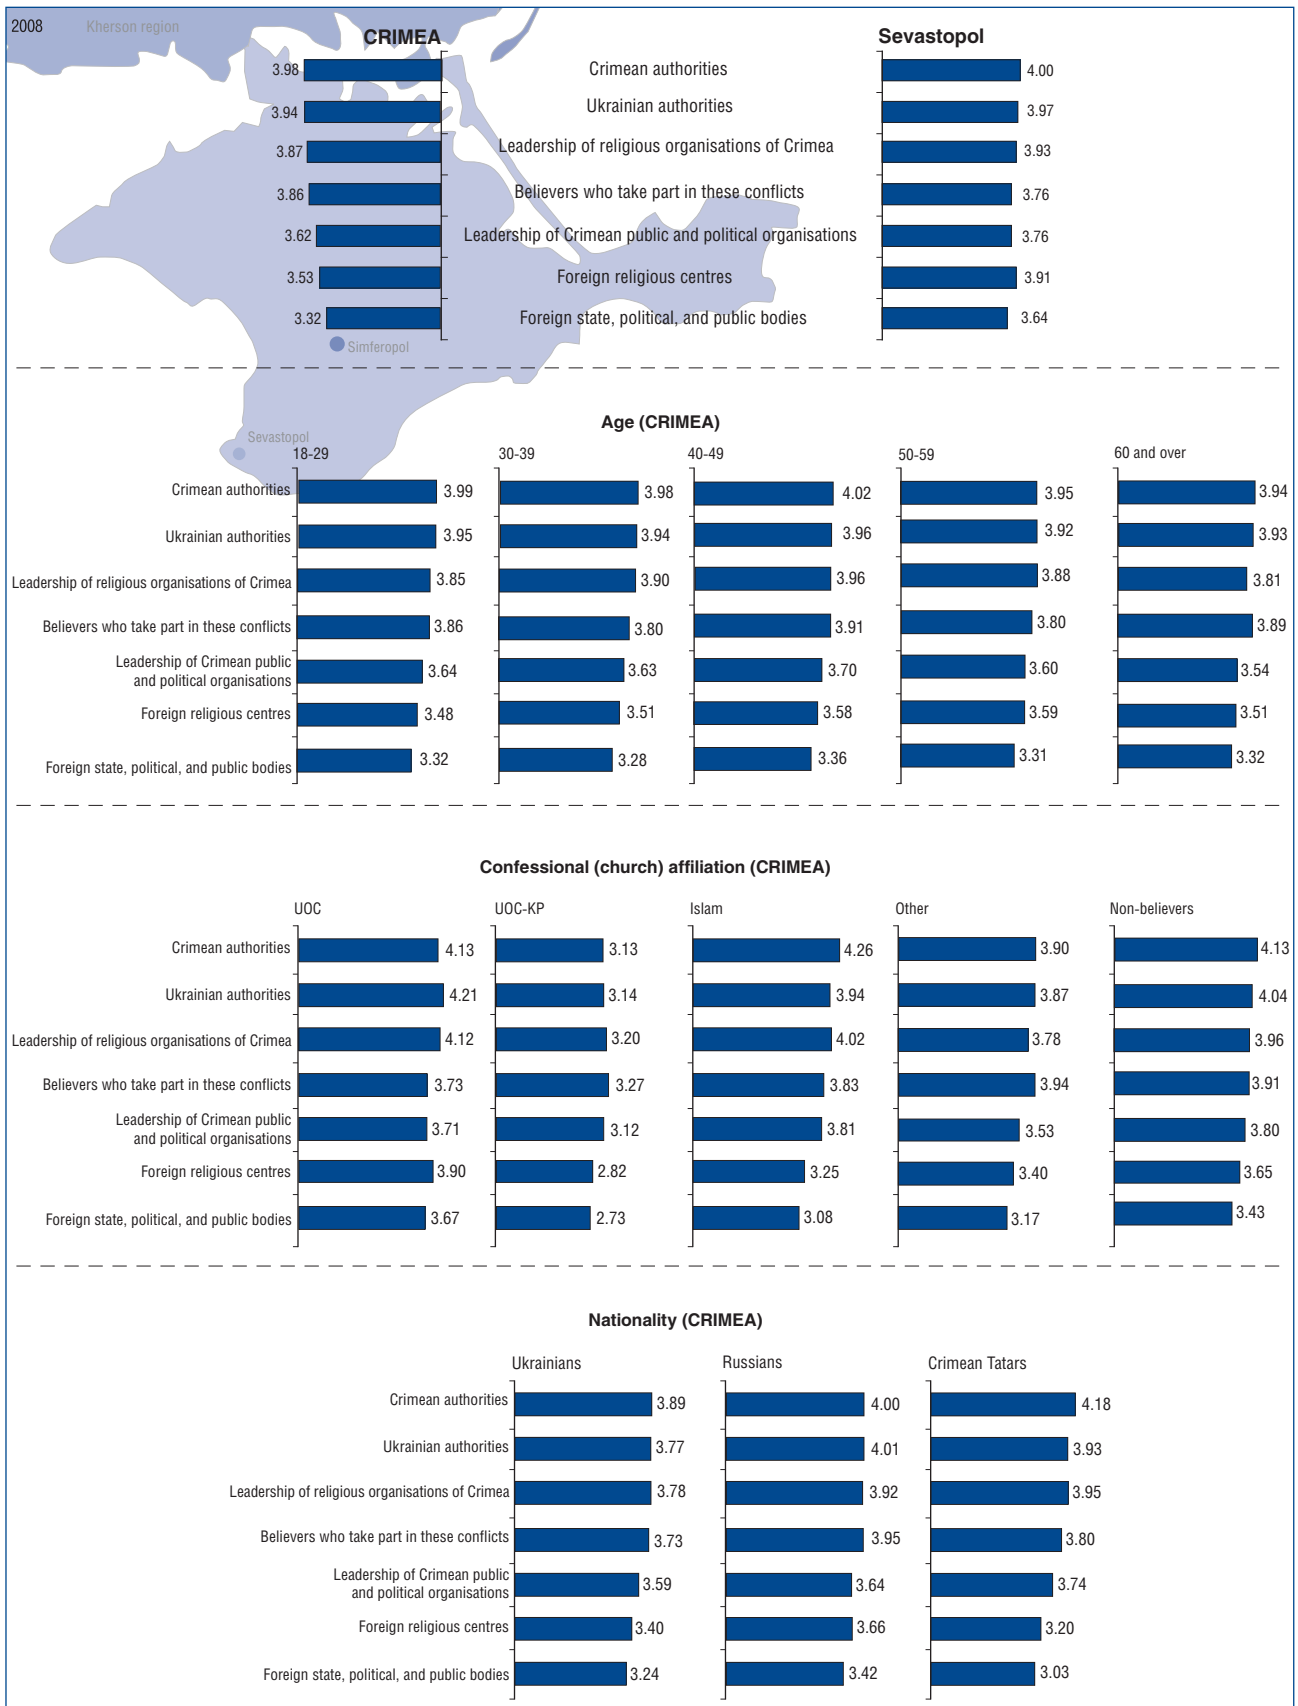 2008
Kherson region
CRIMEA
Sevastopol
3.98 Crimean authorities 4.00
3.94 Ukrainian authorities 3.97
3.87 Leadership of religious organisations of Crimea 3.93
3.86 Believers who take part in these conflicts 3.76
3.62 Leadership of Crimean public and political organisations 3.76
3.53 Foreign religious centres 3.91
3.32 Foreign state, political, and public bodies 3.64
Simferopol
Age (CRIMEA)
Sevastopol
18-29 30-39 40-49 50-59 60 and over
Crimean authorities 3.99 3.98 4.02 3.95 3.94
Ukrainian authorities 3.95 3.94 3.96 3.92 3.93
Leadership of religious organisations of Crimea 3.85 3.90 3.96 3.88 3.81
Believers who take part in these conflicts 3.86 3.80 3.91 3.80 3.89
Leadership of Crimean public
and political organisations 3.64 3.63 3.70 3.60 3.54
Foreign religious centres 3.48 3.51 3.58 3.59 3.51
Foreign state, political, and public bodies 3.32 3.28 3.36 3.31 3.32
Confessional (church) affiliation (CRIMEA)
UOC UOC-KP Islam Other Non-believers
Crimean authorities 4.13 3.13 4.26 3.90 4.13
Ukrainian authorities 4.21 3.14 3.94 3.87 4.04
Leadership of religious organisations of Crimea 4.12 3.20 4.02 3.78 3.96
Believers who take part in these conflicts 3.73 3.27 3.83 3.94 3.91
Leadership of Crimean public
and political organisations 3.71 3.12 3.81 3.53 3.80
Foreign religious centres 3.90 2.82 3.25 3.40 3.65
Foreign state, political, and public bodies 3.67 2.73 3.08 3.17 3.43
Nationality (CRIMEA)
Ukrainians Russians Crimean Tatars
Crimean authorities 3.89 4.00 4.18
Ukrainian authorities 3.77 4.01 3.93
Leadership of religious organisations of Crimea 3.78 3.92 3.95
Believers who take part in these conflicts 3.73 3.95 3.80
Leadership of Crimean public
and political organisations 3.59 3.64 3.74
Foreign religious centres 3.40 3.66 3.20
Foreign state, political, and public bodies 3.24 3.42 3.03